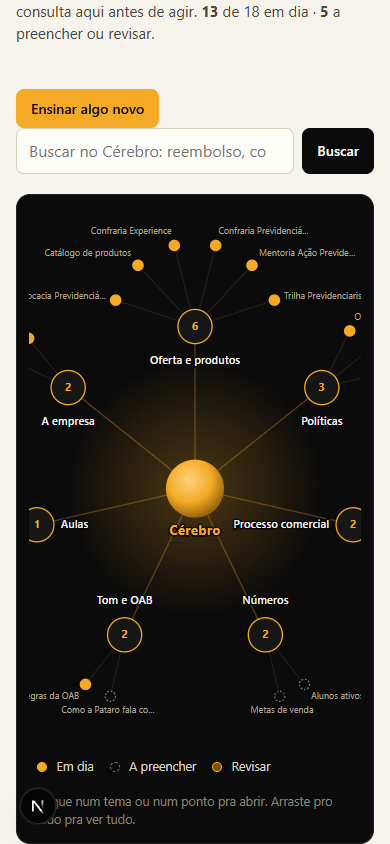 consulta aqui antes de agir. 13 de 18 em dia · 5 a
preencher ou revisar.
Ensinar algo novo
Buscar no Cérebro: reembolso, co
Buscar
Confraria Experience
Confraria Previdenciá...
Catálogo de produtos
Mentoria Ação Previde...
ocacia Previdenciá...
Trilha Previdenciaris
O
6
Oferta e produtos
2
3
A empresa
Políticas
Cérebro
1
Aulas
Processo comercial
2
Tom e OAB
Números
2
2
egras da OAB
Alunos ativos
Como a Pataro fala co...
Metas de venda
Em dia
A preencher
Revisar
que num tema ou num ponto pra abrir. Arraste pro
do pra ver tudo.
N